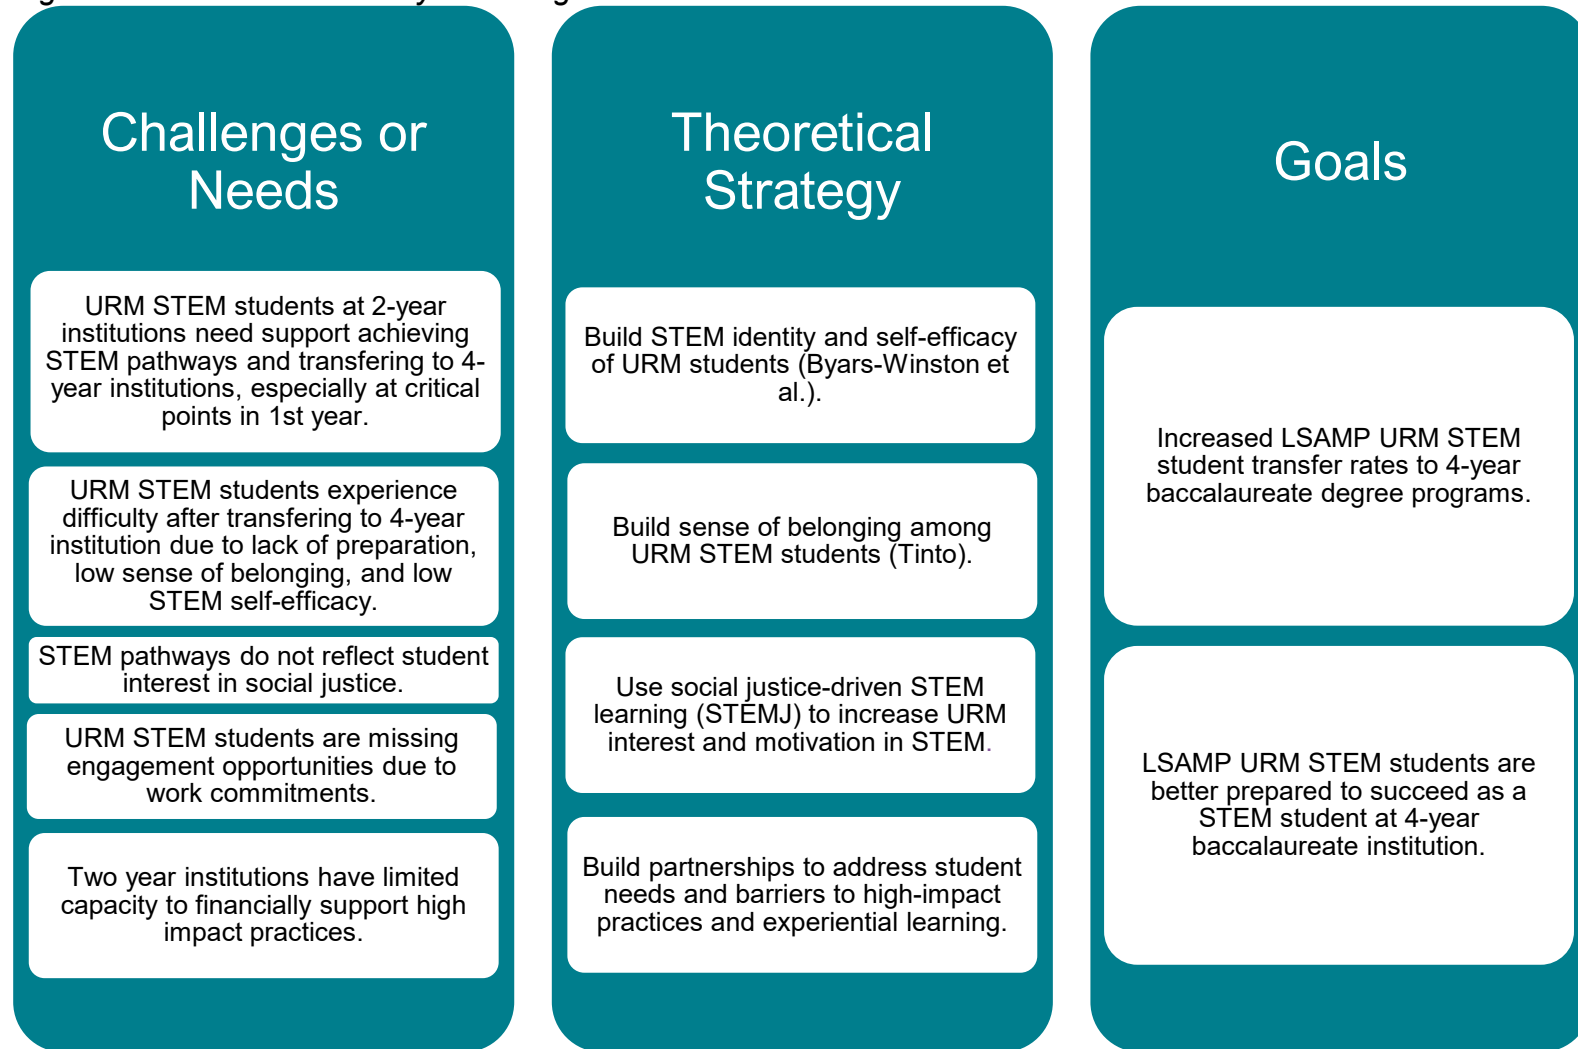 Challenges or
Needs
URM STEM students at 2-year
institutions need support achieving
STEM pathways and transfering to 4-
year institutions, especially at critical
points in 1st year.
URM STEM students experience
difficulty after transfering to 4-year
institution due to lack of preparation,
low sense of belonging, and low
STEM self-efficacy.
STEM pathways do not reflect student
interest in social justice.
URM STEM students are missing
engagement opportunities due to
work commitments.
Two year institutions have limited
capacity to financially support high
impact practices.
Theoretical
Strategy
Build STEM identity and self-efficacy
of URM students (Byars-Winston et
al.).
Build sense of belonging among
URM STEM students (Tinto).
Use social justice-driven STEM
learning (STEMJ) to increase URM
interest and motivation in STEM.
Build partnerships to address student
needs and barriers to high-impact
practices and experiential learning.
Goals
Increased LSAMP URM STEM
student transfer rates to 4-year
baccalaureate degree programs.
LSAMP URM STEM students are
better prepared to succeed as a
STEM student at 4-year
baccalaureate institution.